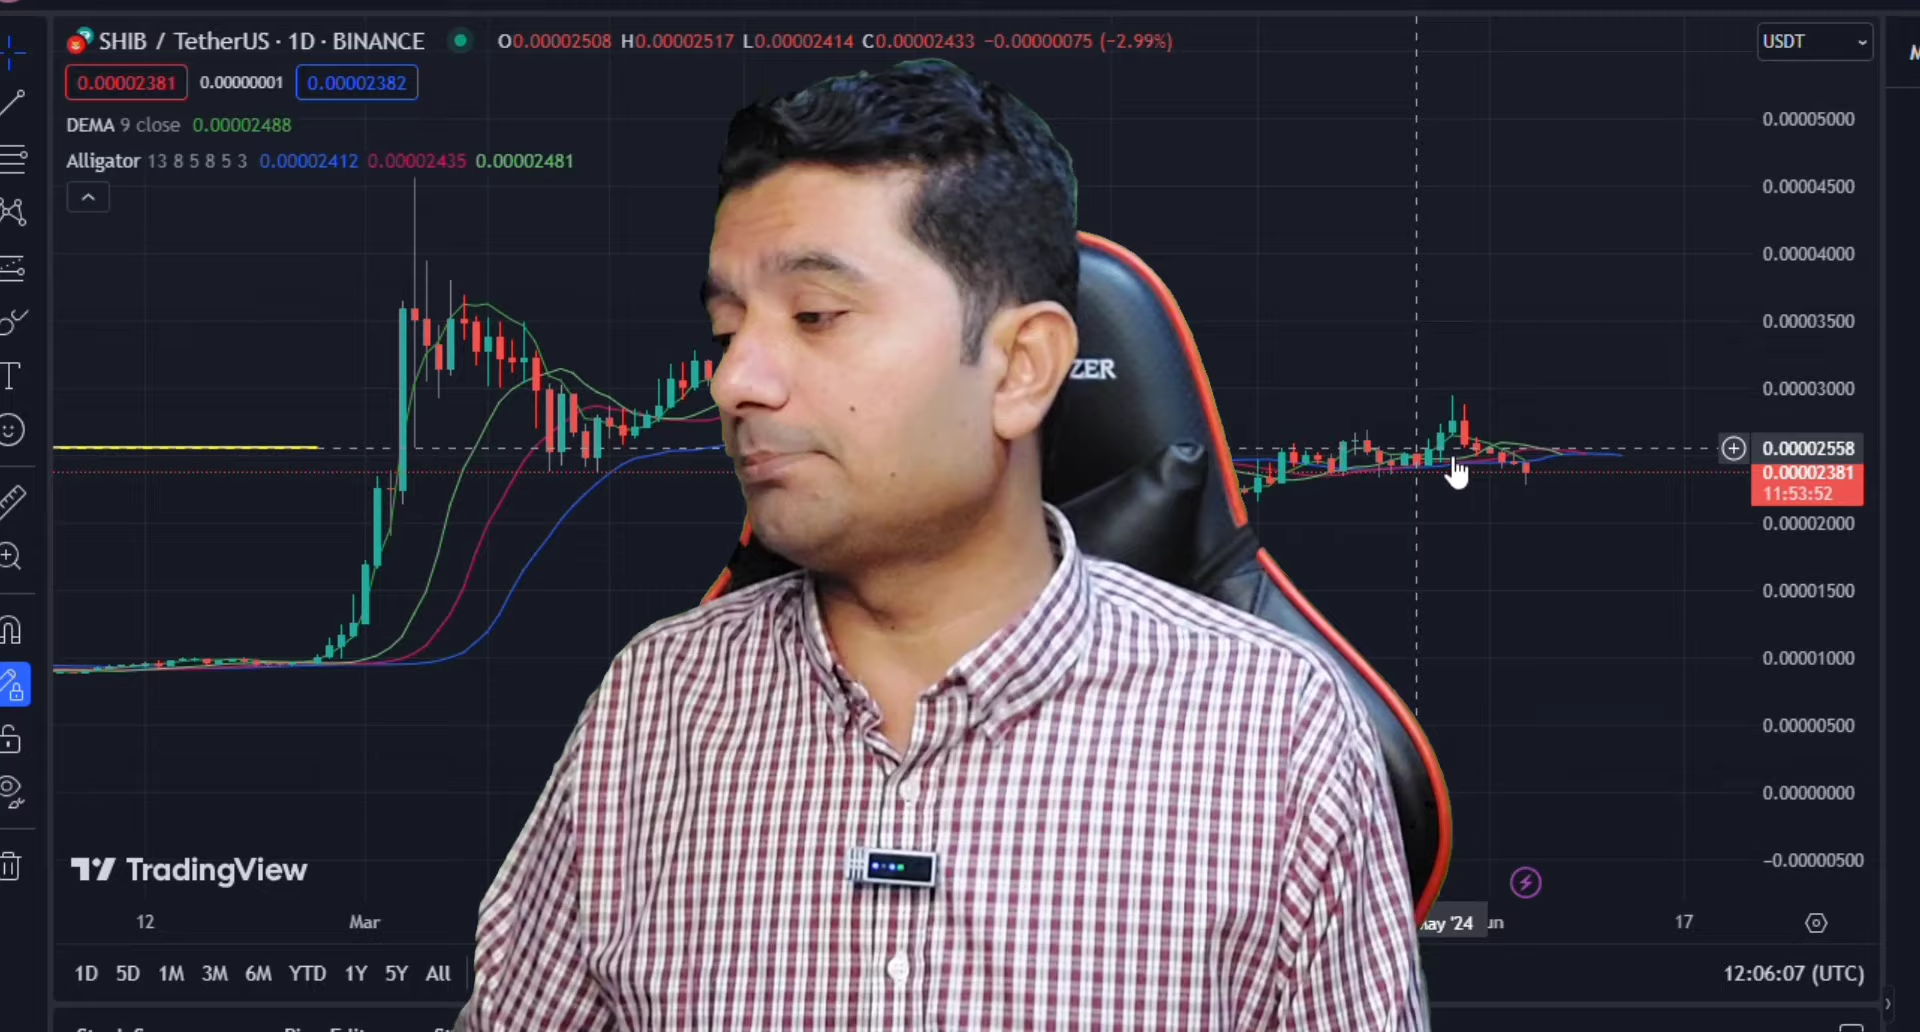 SHIB / TetherUS · 1D · BINANCE O0.00002508 H0.00002517 L0.00002414 C0.00002433 −0.00000075 (−2.99%)
USDT
0.00002381 0.00000001 0.00002382
DEMA 9 close 0.00002488
Alligator 13 8 5 8 5 3 0.00002412 0.00002435 0.00002481
0.00005000
0.00004500
0.00004000
0.00003500
ZER
0.00003000
0.00002558
0.00002381
11:53:52
0.00002000
0.00001500
0.00001000
0.00000500
0.00000000
−0.00000500
TradingView
12 Mar May '24 17
1D 5D 1M 3M 6M YTD 1Y 5Y All
12:06:07 (UTC)